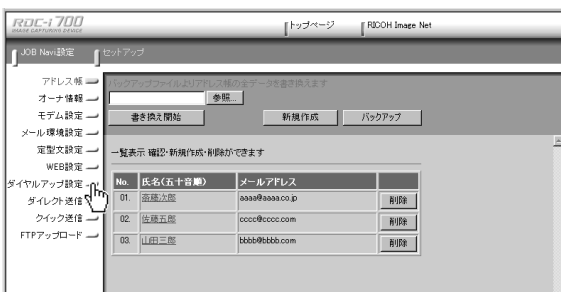 RDC-i 700
IMAGE CAPTURING DEVICE
トップページ RICOH Image Net
JOB Navi設定 セットアップ
アドレス帳
オーナ情報
モデム設定
メール環境設定
定型文設定
WEB設定
ダイヤルアップ設定
ダイレクト送信
クイック送信
FTPアップロード
バックアップファイルよりアドレス帳の全データを書き換えます
参照...
書き換え開始 新規作成 バックアップ
一覧表示 確認・新規作成・削除ができます
No. 氏名(五十音順) メールアドレス
01. 斎藤次郎 aaaa@aaaa.co.jp 削除
02. 佐藤五郎 cccc@cccc.com 削除
03. 山田三郎 bbbb@bbbb.com 削除